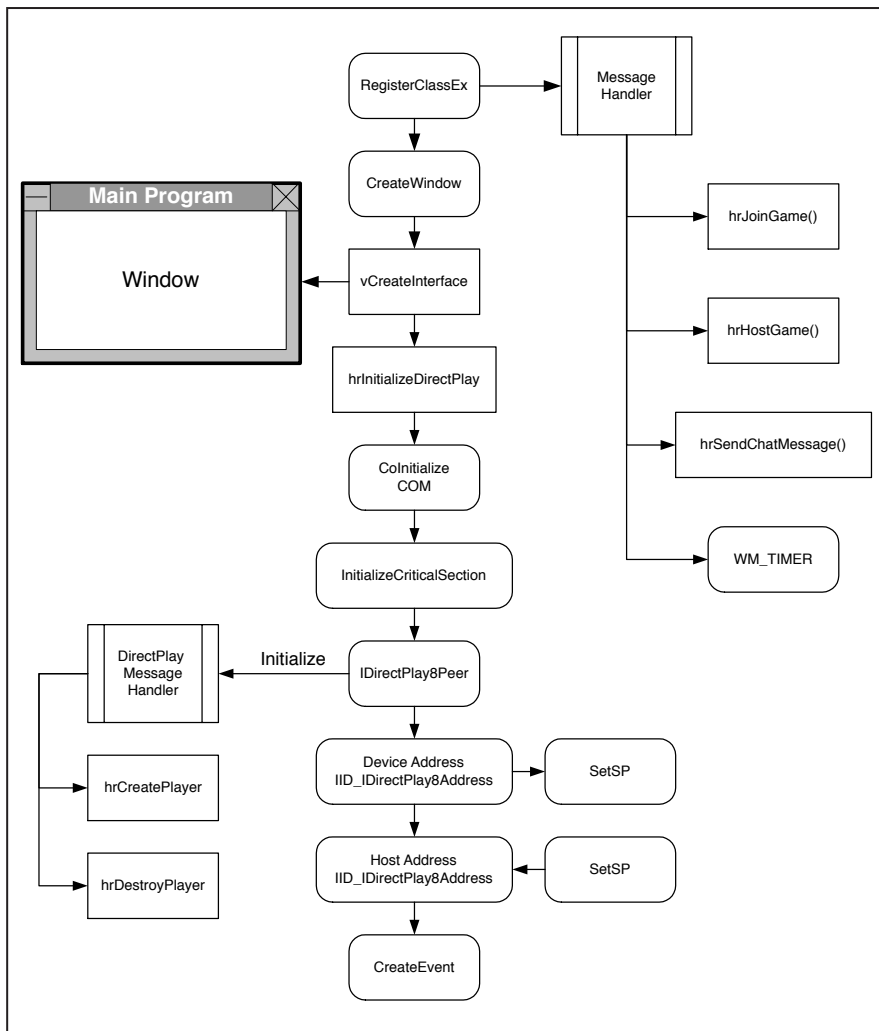 RegisterClassEx
Message
Handler
CreateWindow
Main Program
Window
vCreateInterface
hrJoinGame()
hrInitializeDirectPlay
hrHostGame()
CoInitialize
COM
hrSendChatMessage()
InitializeCriticalSection
WM_TIMER
DirectPlay
Message
Handler
Initialize
IDirectPlay8Peer
Device Address
IID_IDirectPlay8Address
SetSP
hrCreatePlayer
Host Address
IID_IDirectPlay8Address
SetSP
hrDestroyPlayer
CreateEvent